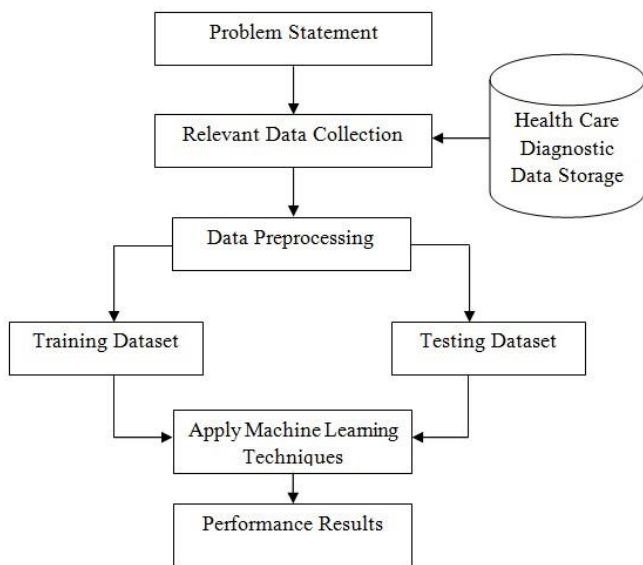 Problem Statement
Relevant Data Collection
Health Care
Diagnostic
Data Storage
Data Preprocessing
Training Dataset
Testing Dataset
Apply Machine Learning
Techniques
Performance Results